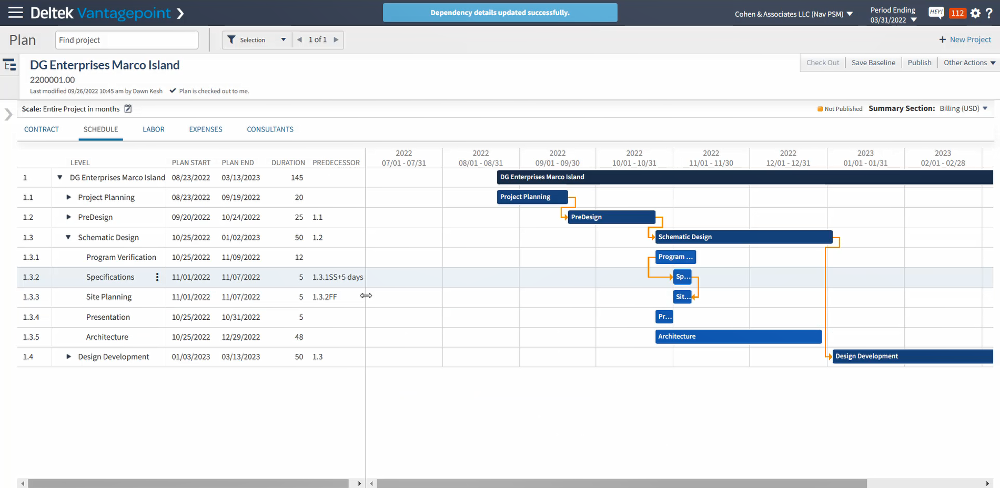 Deltek Vantagepoint
Dependency details updated successfully.
Cohen & Associates LLC (Nav PSM)
Period Ending
03/31/2022
HEY!
112
?
Plan
Find project
Selection
1 of 1
+ New Project
DG Enterprises Marco Island
2200001.00
Last modified 09/26/2022 10:45 am by Dawn Kesh Plan is checked out to me.
Check Out Save Baseline Publish Other Actions
Scale: Entire Project in months
Not Published Summary Section: Billing (USD)
CONTRACT SCHEDULE LABOR EXPENSES CONSULTANTS
2022 2022 2022 2022 2022 2022 2023 2023
LEVEL PLAN START PLAN END DURATION PREDECESSOR 07/01 - 07/31 08/01 - 08/31 09/01 - 09/30 10/01 - 10/31 11/01 - 11/30 12/01 - 12/31 01/01 - 01/31 02/01 - 02/28
1 DG Enterprises Marco Island 08/23/2022 03/13/2023 145 DG Enterprises Marco Island
1.1 Project Planning 08/23/2022 09/19/2022 20 Project Planning
1.2 PreDesign 09/20/2022 10/24/2022 25 1.1 PreDesign
1.3 Schematic Design 10/25/2022 01/02/2023 50 1.2 Schematic Design
1.3.1 Program Verification 10/25/2022 11/09/2022 12 Program ...
1.3.2 Specifications 11/01/2022 11/07/2022 5 1.3.1SS+5 days Sp...
1.3.3 Site Planning 11/01/2022 11/07/2022 5 1.3.2FF Sit...
1.3.4 Presentation 10/25/2022 10/31/2022 5 Pr...
1.3.5 Architecture 10/25/2022 12/29/2022 48 Architecture
1.4 Design Development 01/03/2023 03/13/2023 50 1.3 Design Development